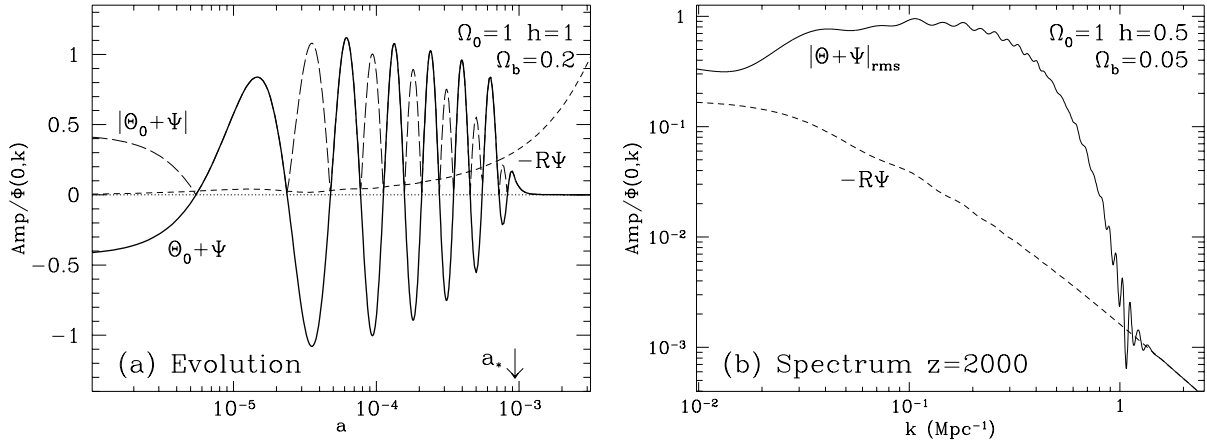 Ω₀=1 h=1
Ω_b=0.2
|Θ₀+Ψ|
−RΨ
Θ₀+Ψ
(a) Evolution
a_*
1
0.5
0
−0.5
−1
Amp/Φ(0,k)
10⁻⁵
10⁻⁴
10⁻³
a
Ω₀=1 h=0.5
Ω_b=0.05
|Θ+Ψ|rms
−RΨ
(b) Spectrum z=2000
1
10⁻¹
10⁻²
10⁻³
Amp/Φ(0,k)
10⁻²
10⁻¹
1
k (Mpc⁻¹)